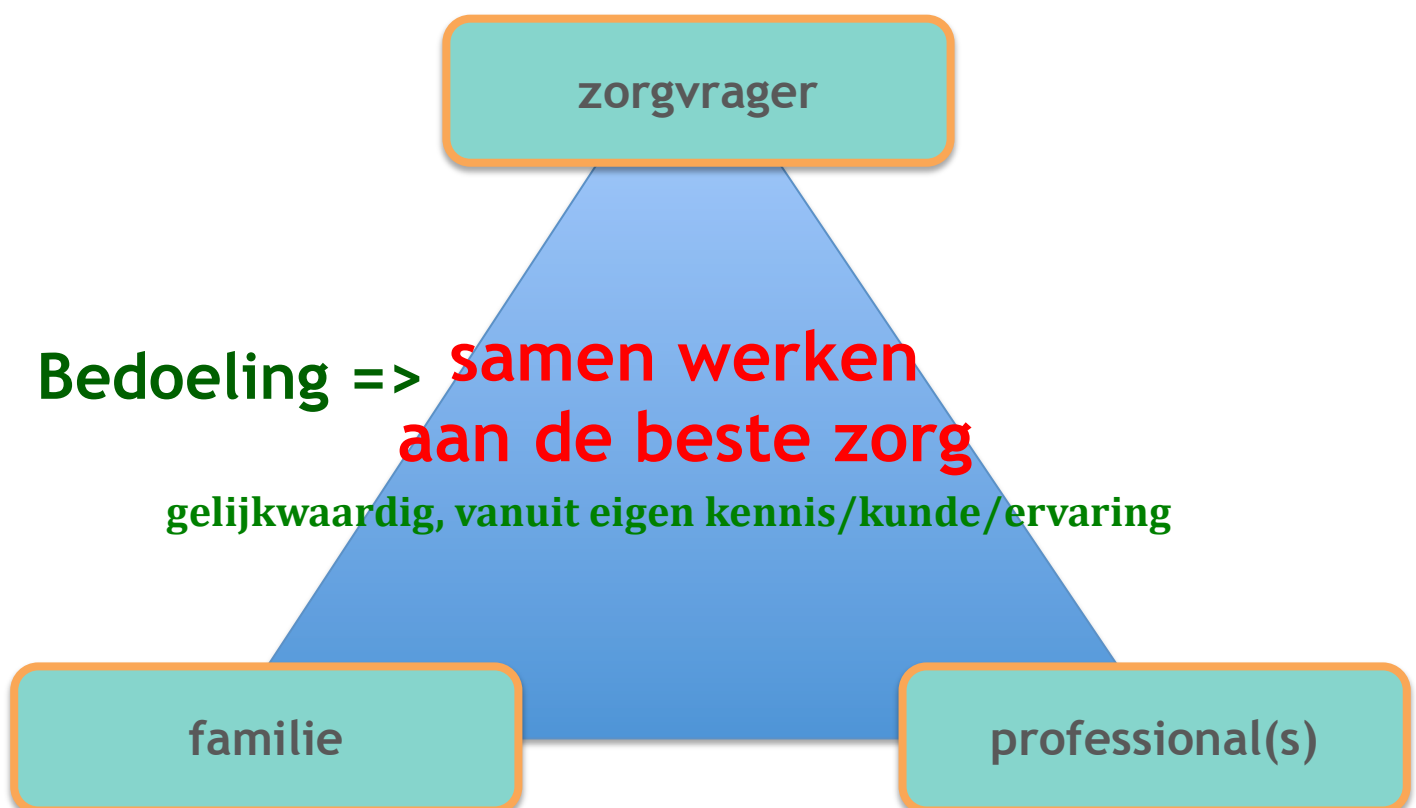 zorgvrager
Bedoeling => samen werken
aan de beste zorg
gelijkwaardig, vanuit eigen kennis/kunde/ervaring
familie
professional(s)